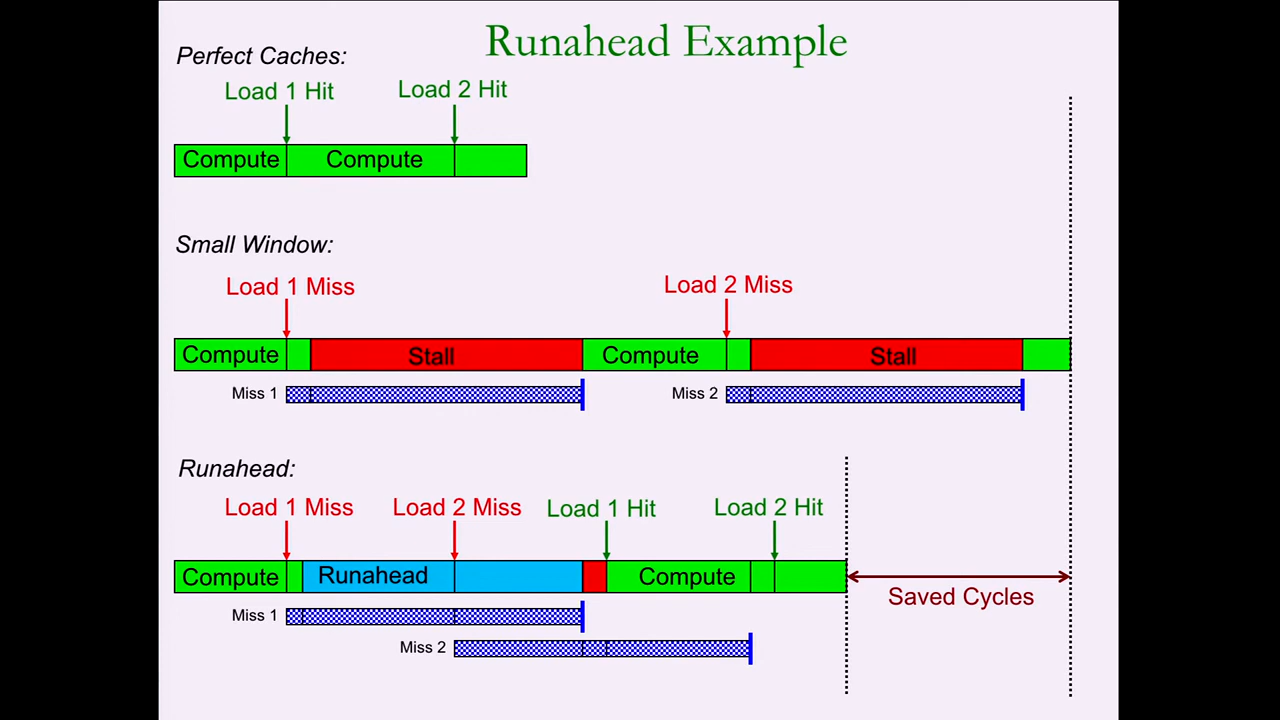 Runahead Example
Perfect Caches:
Load 1 Hit Load 2 Hit
Compute Compute
Small Window:
Load 1 Miss Load 2 Miss
Compute Stall Compute Stall
Miss 1 Miss 2
Runahead:
Load 1 Miss Load 2 Miss Load 1 Hit Load 2 Hit
Compute Runahead Compute
Saved Cycles
Miss 1
Miss 2